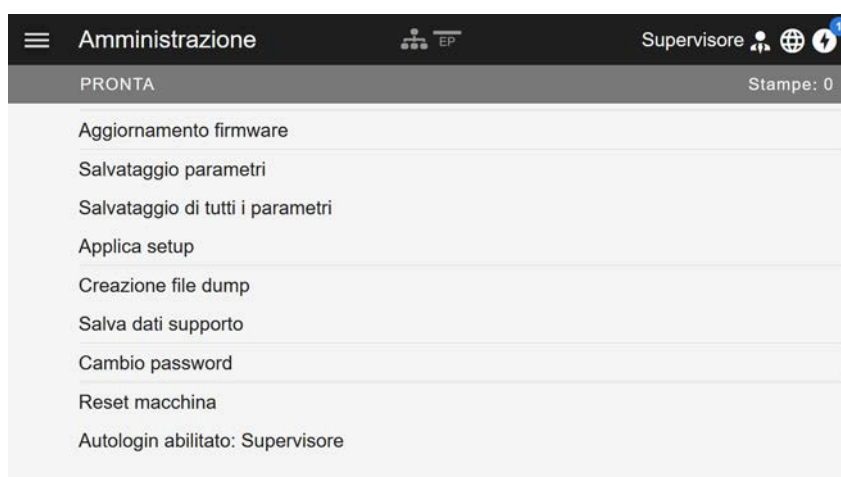 Amministrazione
EP
Supervisore
1
PRONTA
Stampe: 0
Aggiornamento firmware
Salvataggio parametri
Salvataggio di tutti i parametri
Applica setup
Creazione file dump
Salva dati supporto
Cambio password
Reset macchina
Autologin abilitato: Supervisore